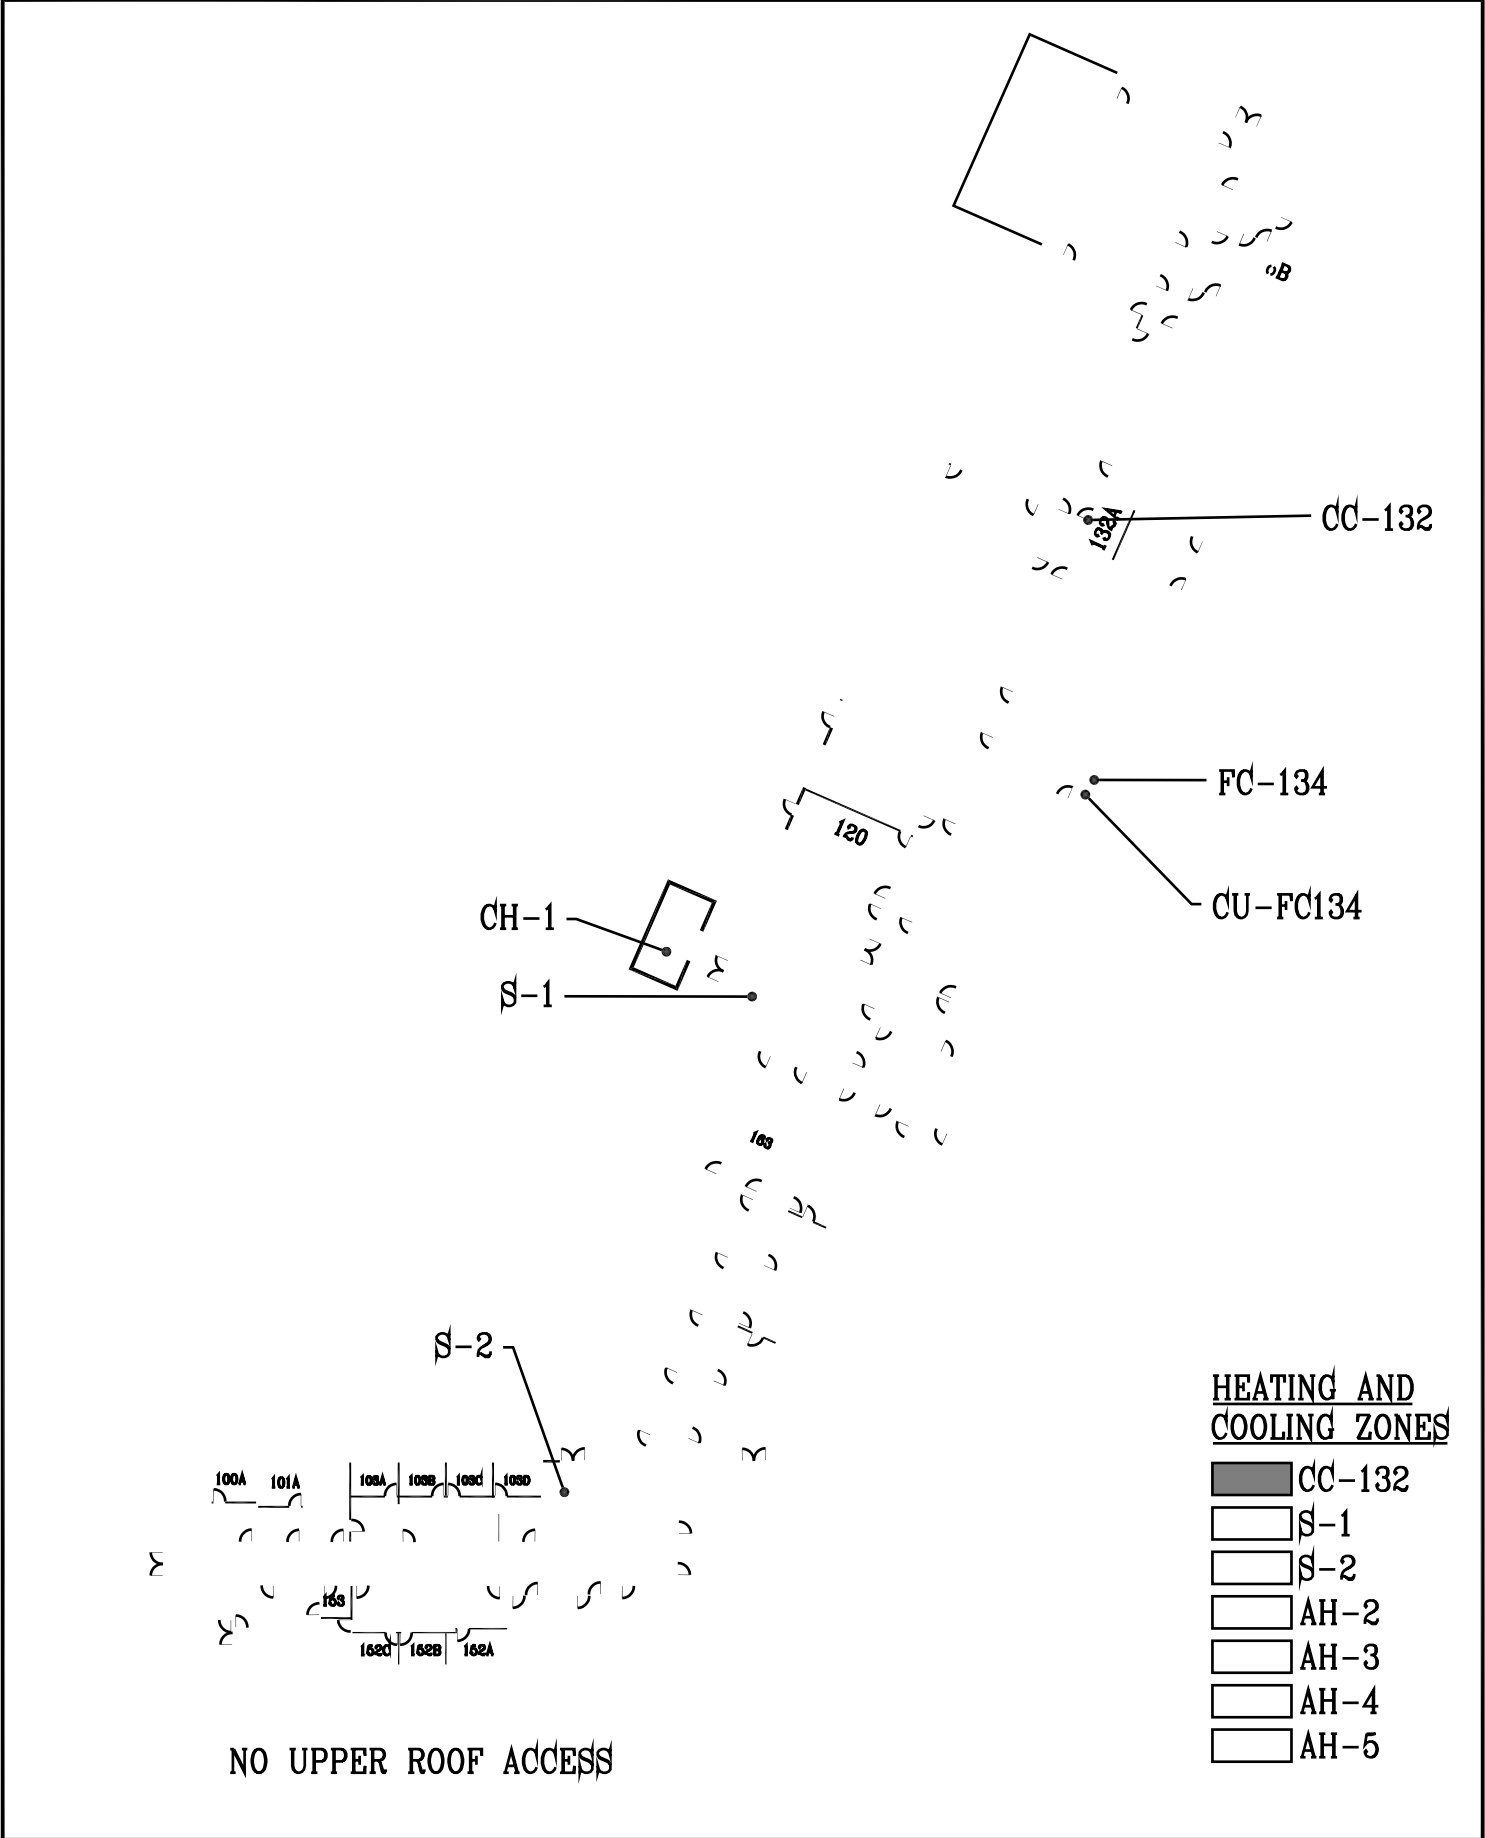 B
CC-132
132A
FC-134
120
CU-FC134
CH-1
S-1
163
S-2
HEATING AND
COOLING ZONES
100A
101A
103A
103B
103C
103D
CC-132
S-1
S-2
153
AH-2
152C
152B
152A
AH-3
AH-4
AH-5
NO UPPER ROOF ACCESS